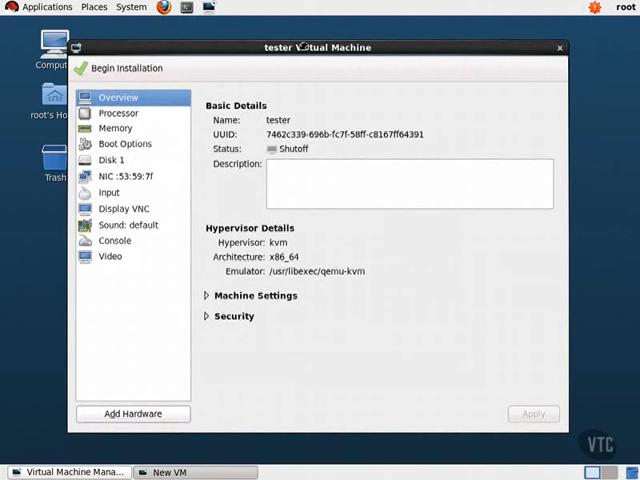 Applications Places System root
tester Virtual Machine
Begin Installation
Comput
root's Ho
Trash
Overview
Processor
Memory
Boot Options
Disk 1
NIC :53:59:7f
Input
Display VNC
Sound: default
Console
Video
Add Hardware
Basic Details
Name: tester
UUID: 7462c339-696b-fc7f-58ff-c8167ff64391
Status: Shutoff
Description:
Hypervisor Details
Hypervisor: kvm
Architecture: x86_64
Emulator: /usr/libexec/qemu-kvm
Machine Settings
Security
Apply
VTC
Virtual Machine Mana... New VM